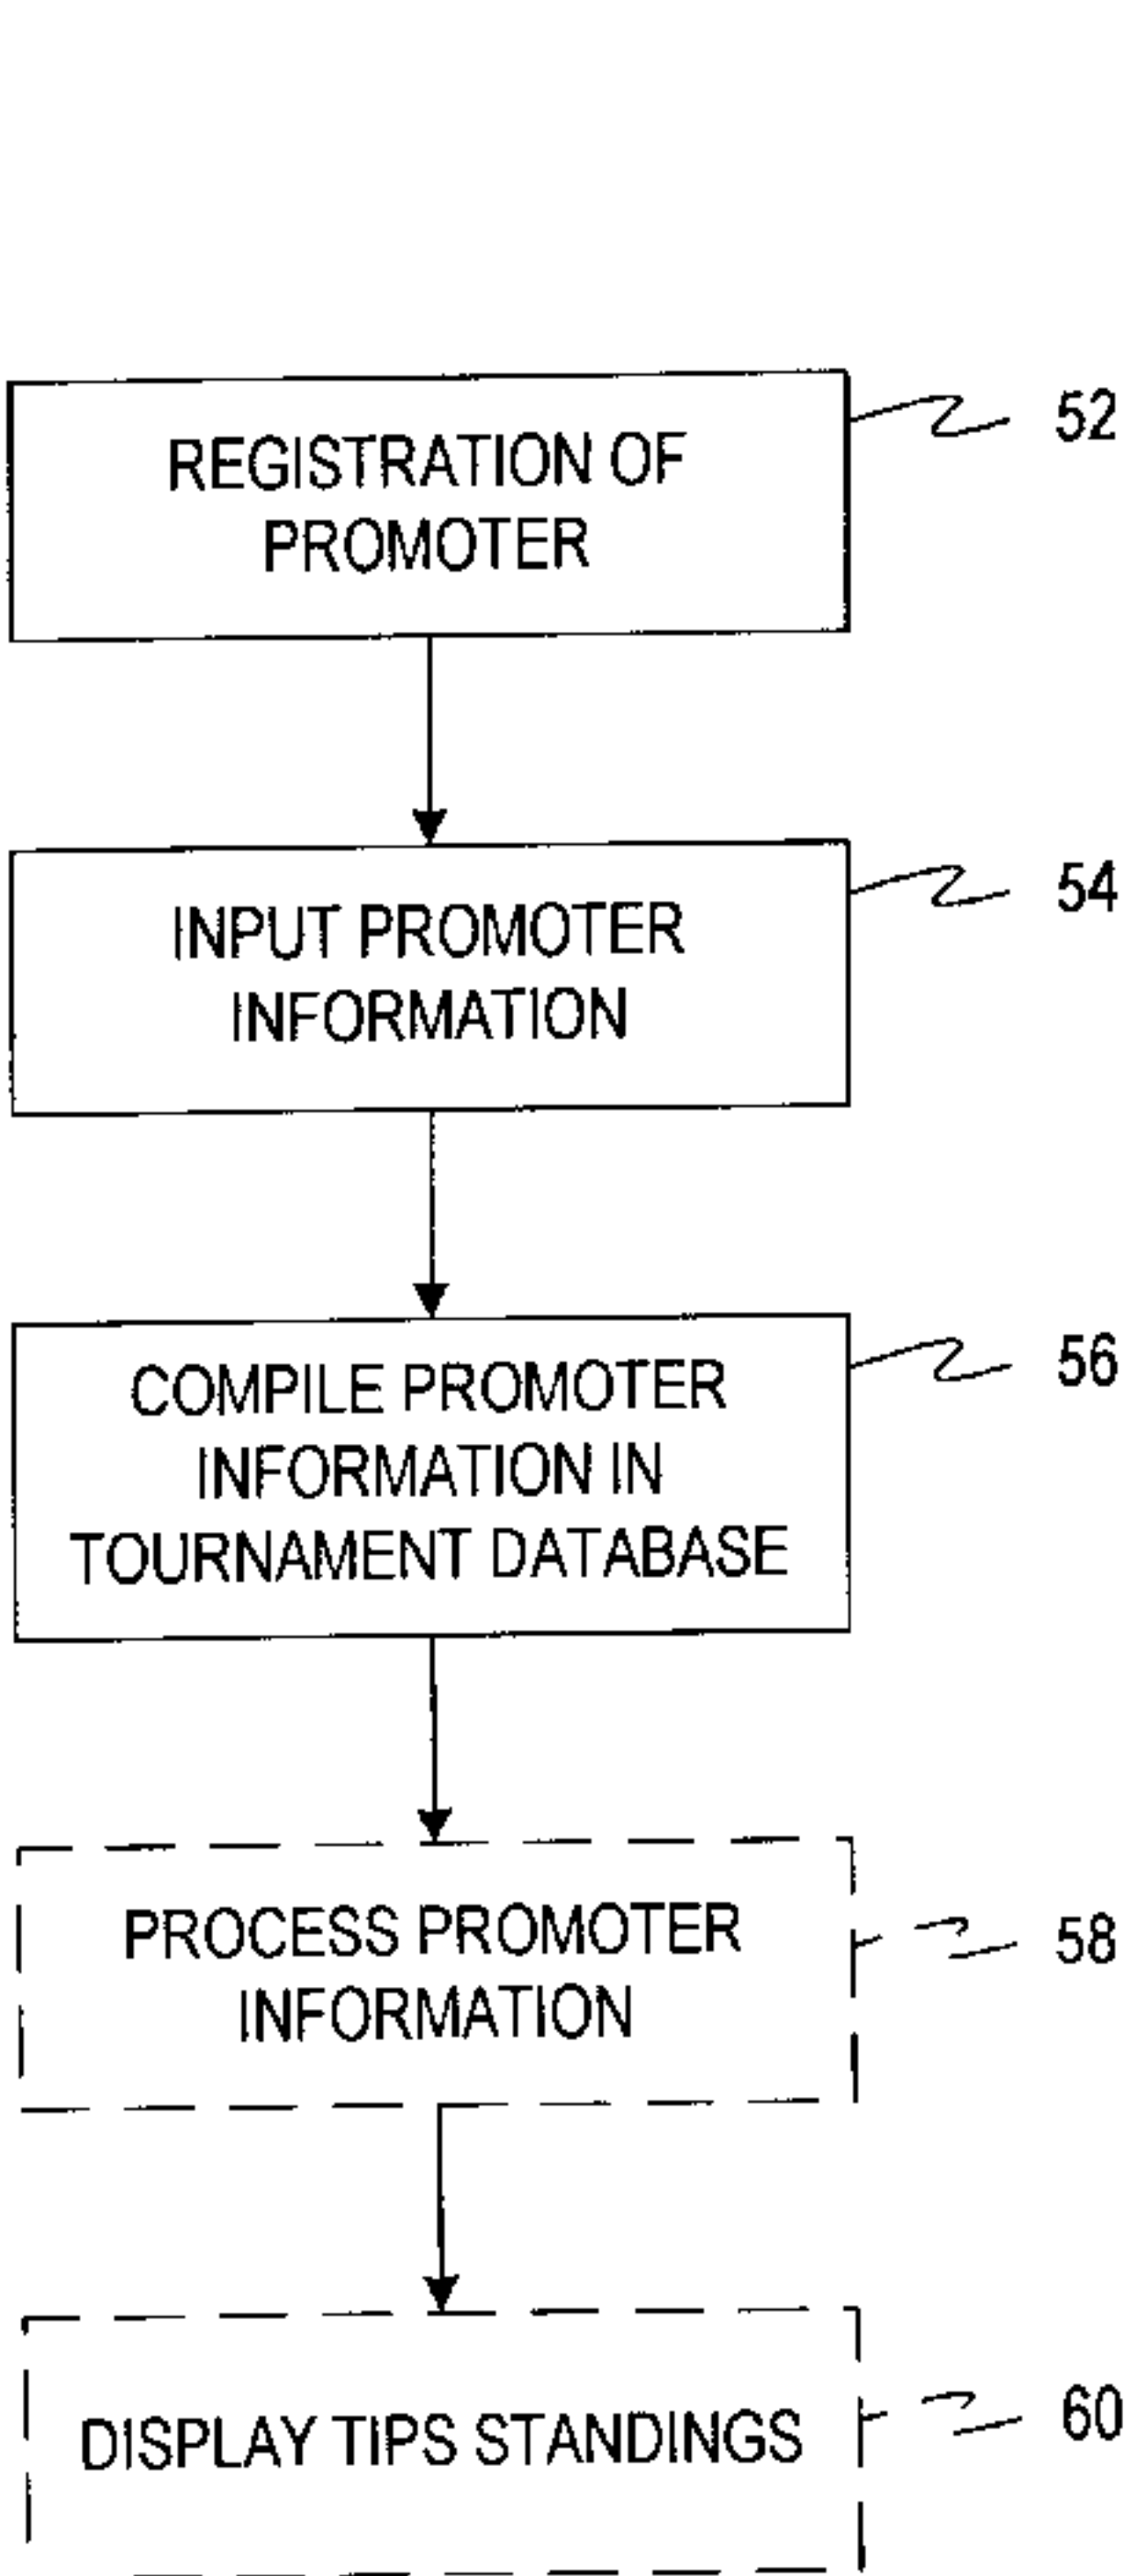 REGISTRATION OF
PROMOTER
52
INPUT PROMOTER
INFORMATION
54
COMPILE PROMOTER
INFORMATION IN
TOURNAMENT DATABASE
56
PROCESS PROMOTER
INFORMATION
58
DISPLAY TIPS STANDINGS
60